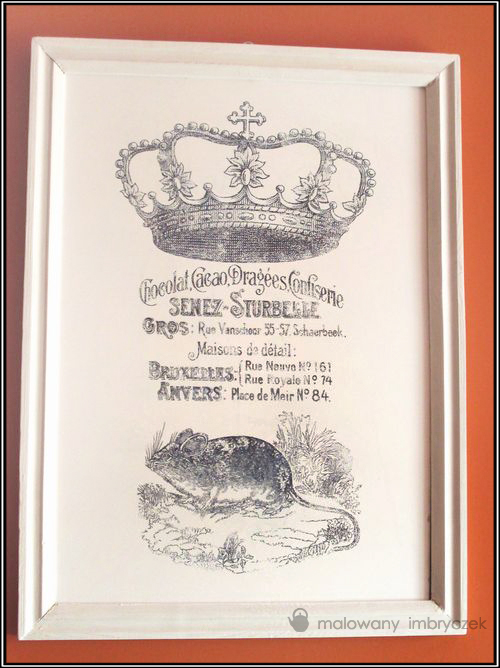 Chocolat, Cacao, Dragées, Confiserie
SENEZ-STURBELLE
GROS: Rue Vanschoor 55-57, Schaerbeek.
Maisons de détail:
BRUXELLES: Rue Neuve Nº 161
Rue Royale Nº 74
ANVERS: Place de Meir Nº 84.
malowany imbryczek